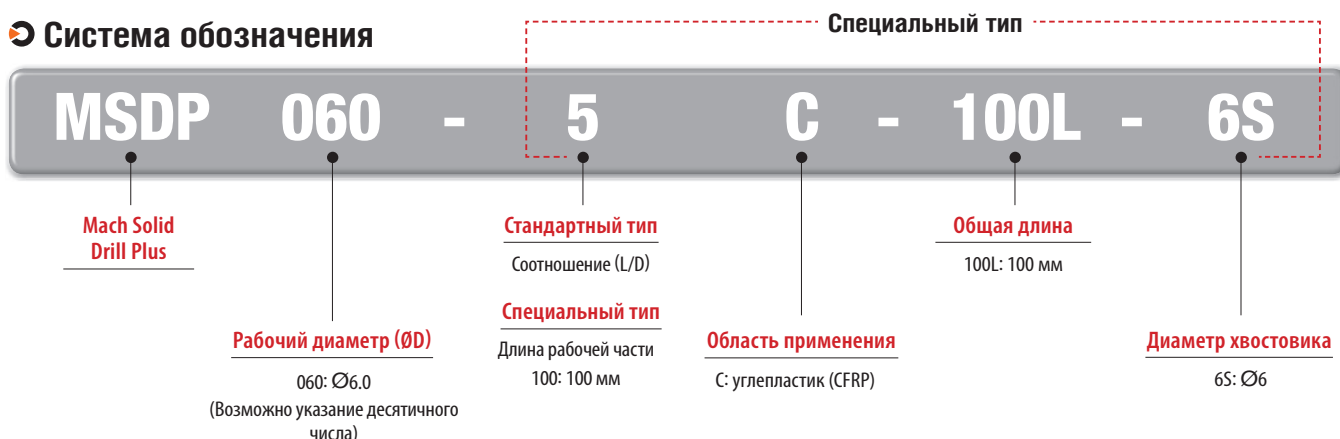 Система обозначения
Специальный тип
MSDP 060 - 5 C - 100L - 6S
Mach Solid
Drill Plus
Рабочий диаметр (ØD)
060: Ø6.0
(Возможно указание десятичного
числа)
Стандартный тип
Соотношение (L/D)
Специальный тип
Длина рабочей части
100: 100 мм
Область применения
C: углепластик (CFRP)
Общая длина
100L: 100 мм
Диаметр хвостовика
6S: Ø6